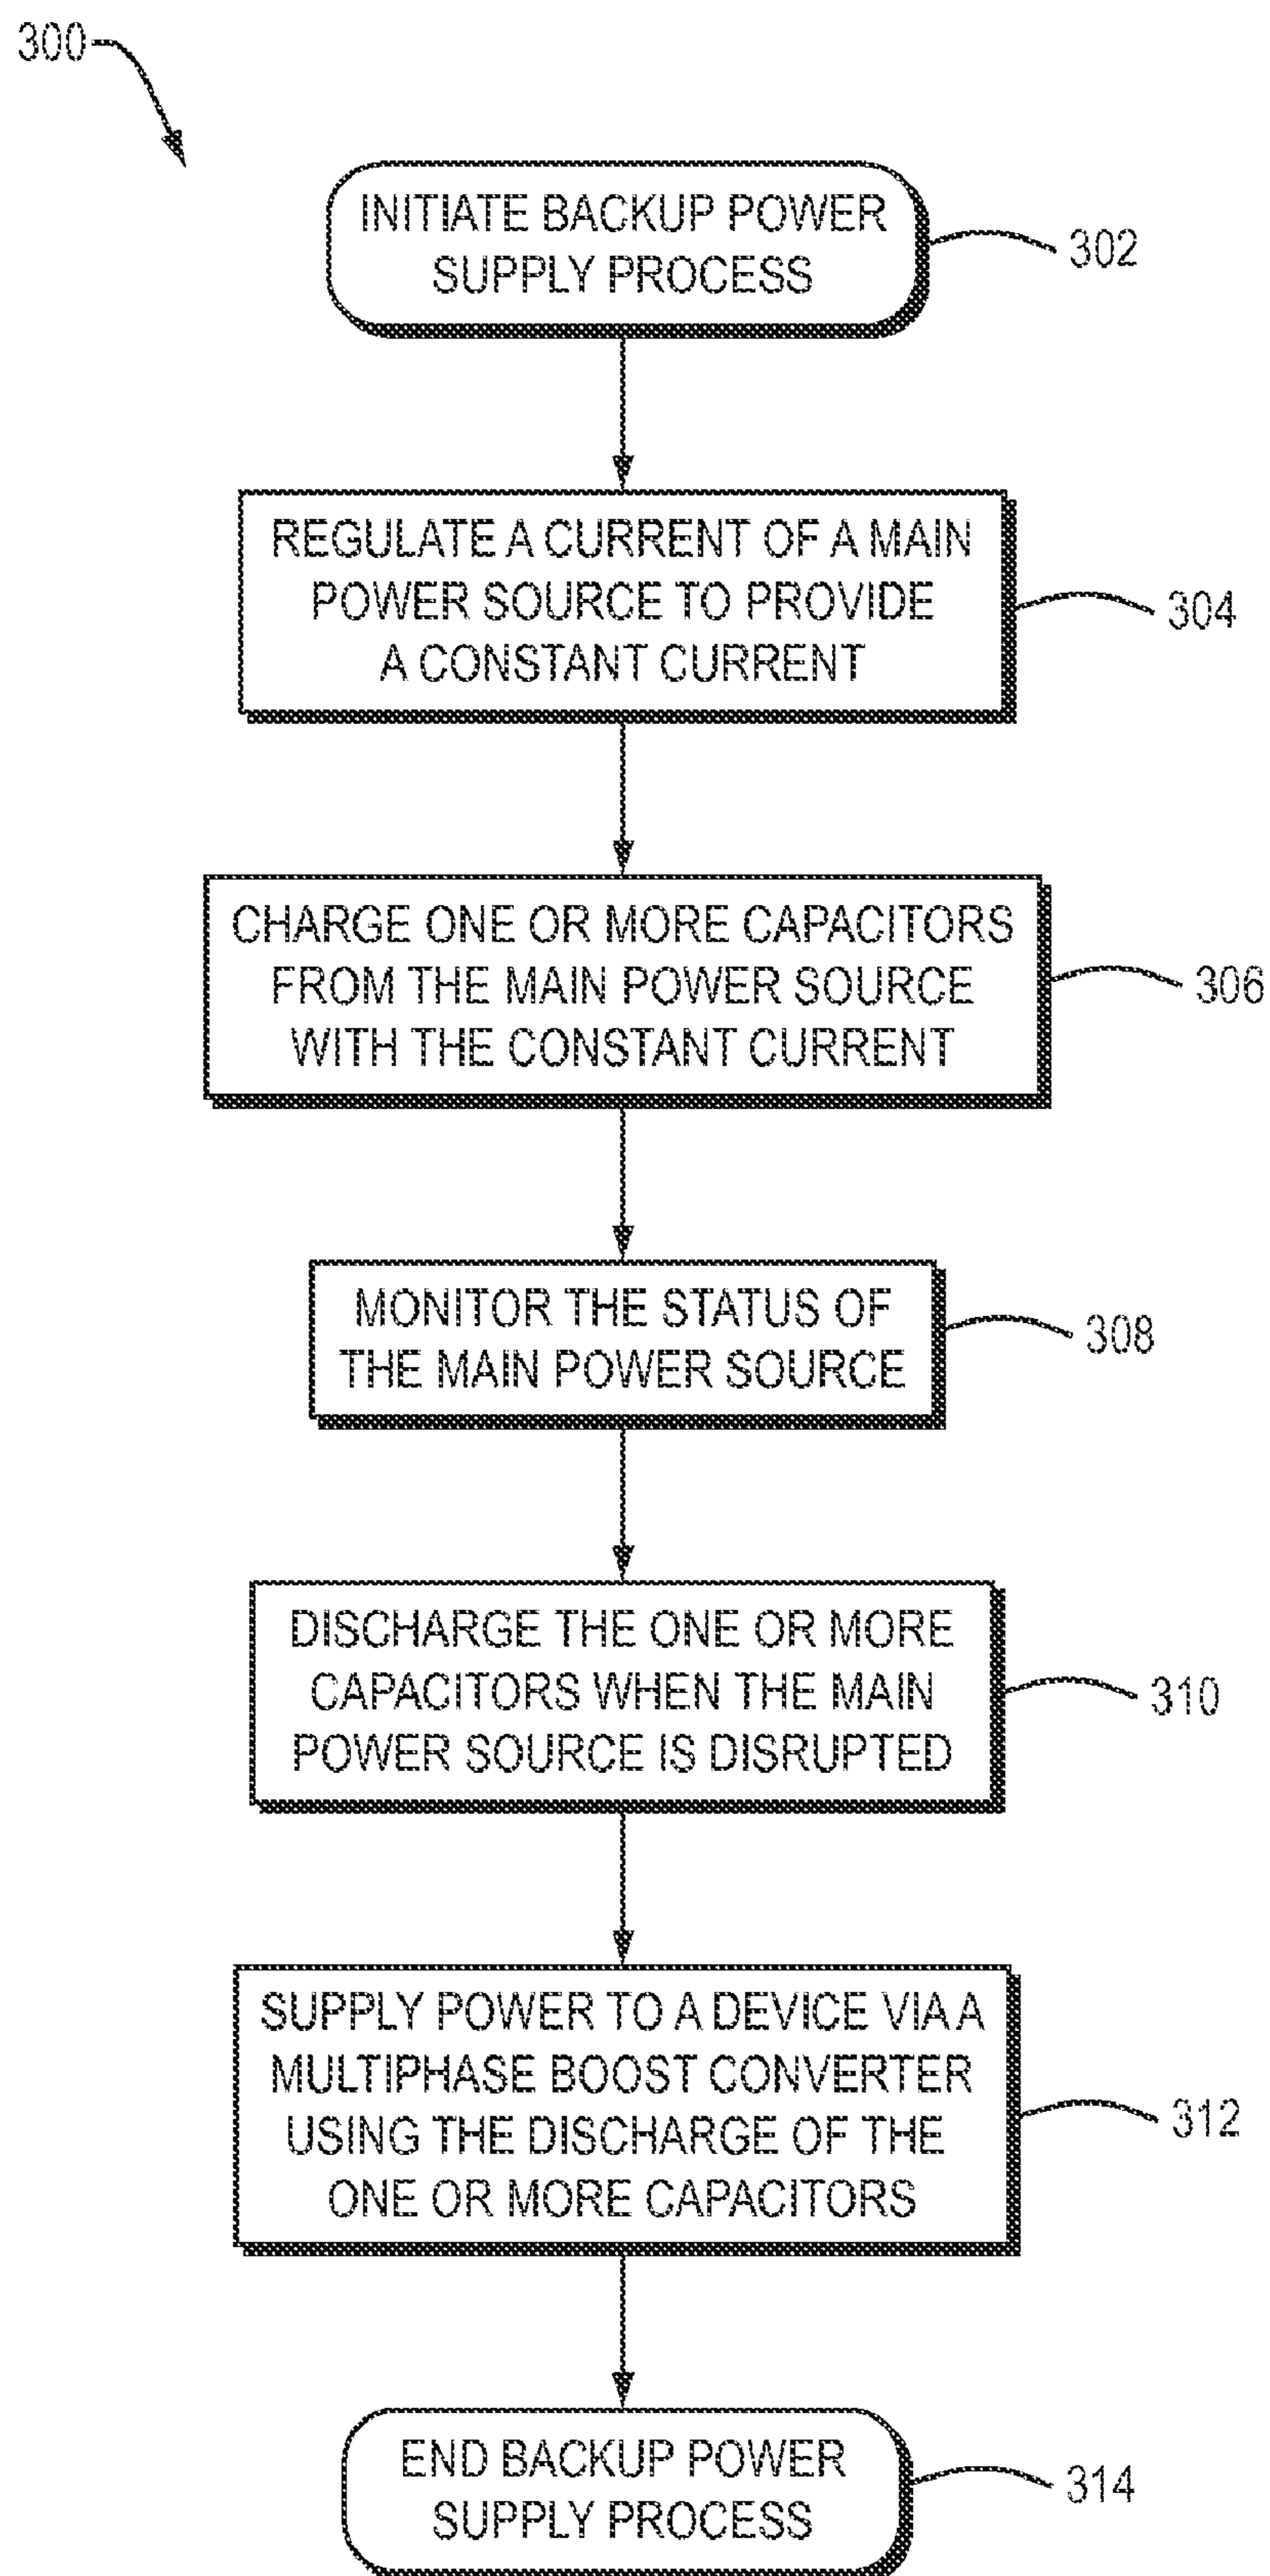 300
INITIATE BACKUP POWER
SUPPLY PROCESS
302
REGULATE A CURRENT OF A MAIN
POWER SOURCE TO PROVIDE
A CONSTANT CURRENT
304
CHARGE ONE OR MORE CAPACITORS
FROM THE MAIN POWER SOURCE
WITH THE CONSTANT CURRENT
306
MONITOR THE STATUS OF
THE MAIN POWER SOURCE
308
DISCHARGE THE ONE OR MORE
CAPACITORS WHEN THE MAIN
POWER SOURCE IS DISRUPTED
310
SUPPLY POWER TO A DEVICE VIA A
MULTIPHASE BOOST CONVERTER
USING THE DISCHARGE OF THE
ONE OR MORE CAPACITORS
312
END BACKUP POWER
SUPPLY PROCESS
314